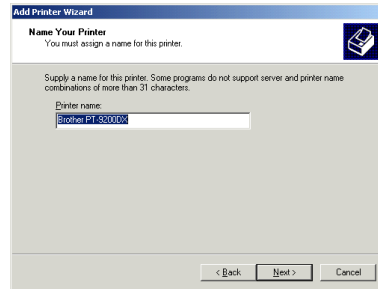 Add Printer Wizard
Name Your Printer
You must assign a name for this printer.
Supply a name for this printer. Some programs do not support server and printer name
combinations of more than 31 characters.
Printer name:
Brother PT-9200DX
< Back Next > Cancel